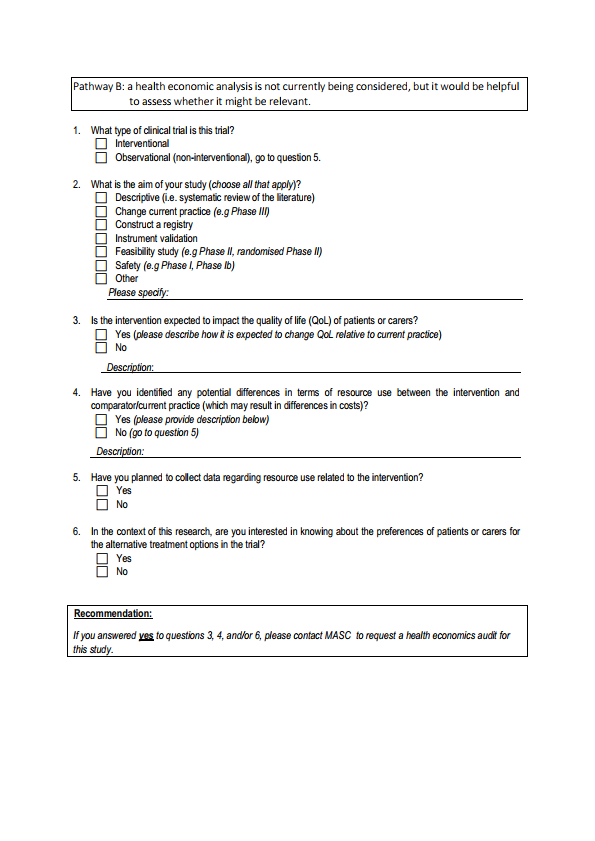 Pathway B: a health economic analysis is not currently being considered, but it would be helpful
to assess whether it might be relevant.
1. What type of clinical trial is this trial?
Interventional
Observational (non-interventional), go to question 5.
2. What is the aim of your study (choose all that apply)?
Descriptive (i.e. systematic review of the literature)
Change current practice (e.g Phase III)
Construct a registry
Instrument validation
Feasibility study (e.g Phase II, randomised Phase II)
Safety (e.g Phase I, Phase Ib)
Other
Please specify:
3. Is the intervention expected to impact the quality of life (QoL) of patients or carers?
Yes (please describe how it is expected to change QoL relative to current practice)
No
Description:
4. Have you identified any potential differences in terms of resource use between the intervention and
comparator/current practice (which may result in differences in costs)?
Yes (please provide description below)
No (go to question 5)
Description:
5. Have you planned to collect data regarding resource use related to the intervention?
Yes
No
6. In the context of this research, are you interested in knowing about the preferences of patients or carers for
the alternative treatment options in the trial?
Yes
No
Recommendation:
If you answered yes to questions 3, 4, and/or 6, please contact MASC to request a health economics audit for
this study.